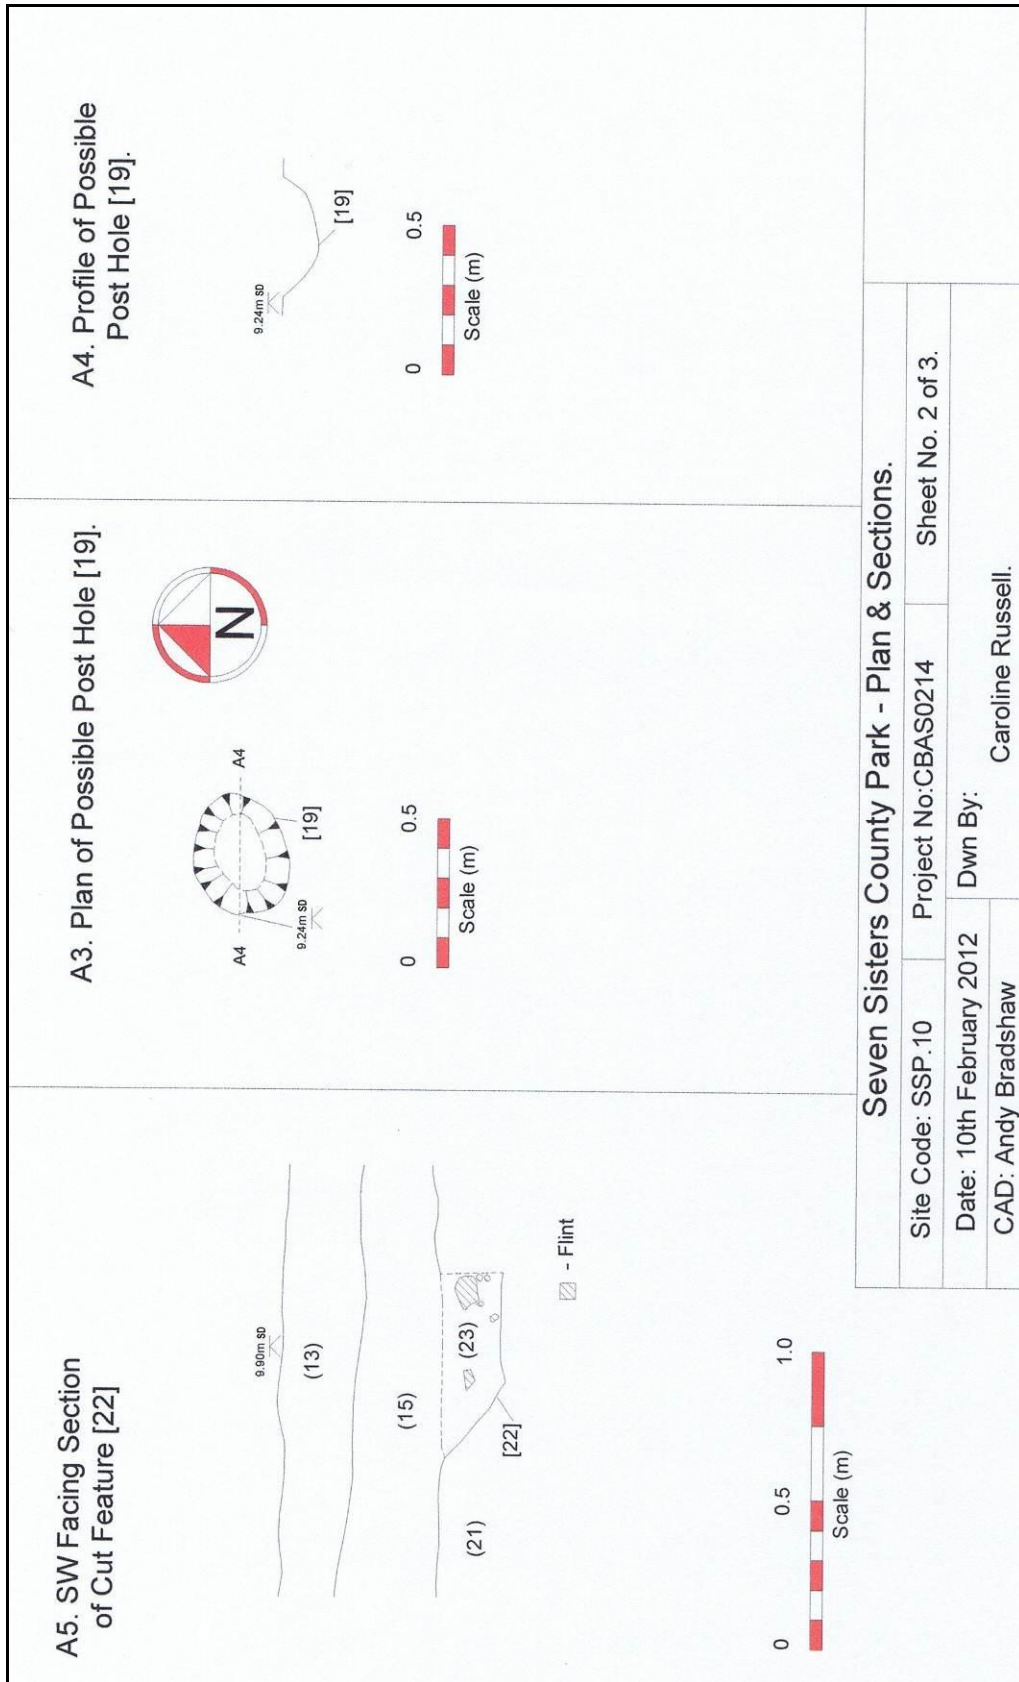 A5. SW Facing Section
of Cut Feature [22]
9.90m SD
(13)
(15)
(21)
(23)
[22]
- Flint
0 0.5 1.0
Scale (m)
A3. Plan of Possible Post Hole [19].
A4 A4
9.24m SD
[19]
N
0 0.5
Scale (m)
A4. Profile of Possible
Post Hole [19].
9.24m SD
[19]
0 0.5
Scale (m)
Seven Sisters County Park - Plan & Sections.
Site Code: SSP.10 Project No:CBAS0214 Sheet No. 2 of 3.
Date: 10th February 2012 Dwn By:
CAD: Andy Bradshaw Caroline Russell.